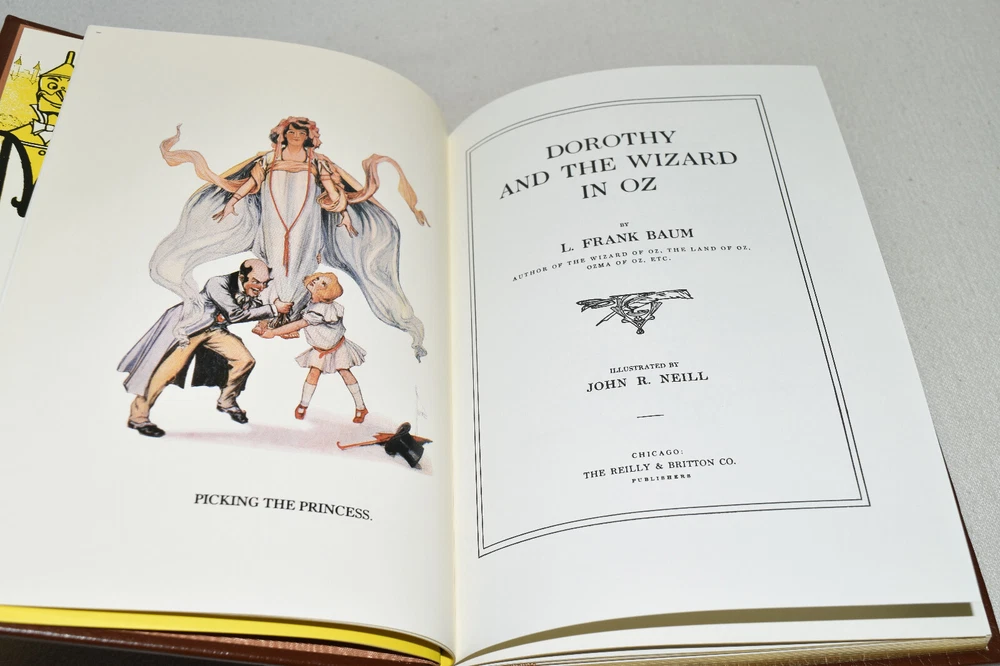 PICKING THE PRINCESS.
DOROTHY
AND THE WIZARD
IN OZ
BY
L. FRANK BAUM
AUTHOR OF THE WIZARD OF OZ, THE LAND OF OZ,
OZMA OF OZ, ETC.
ILLUSTRATED BY
JOHN R. NEILL
CHICAGO:
THE REILLY & BRITTON CO.
PUBLISHERS